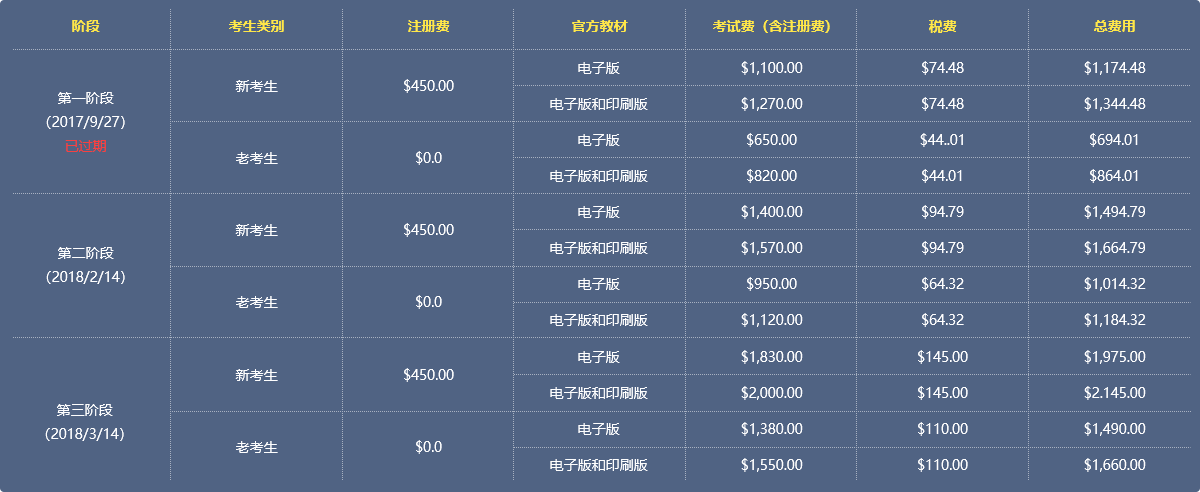 阶段 考生类别 注册费 官方教材 考试费（含注册费） 税费 总费用
第一阶段
(2017/9/27)
已过期
新考生 $450.00
电子版 $1,100.00 $74.48 $1,174.48
电子版和印刷版 $1,270.00 $74.48 $1,344.48
老考生 $0.0
电子版 $650.00 $44..01 $694.01
电子版和印刷版 $820.00 $44.01 $864.01
第二阶段
(2018/2/14)
新考生 $450.00
电子版 $1,400.00 $94.79 $1,494.79
电子版和印刷版 $1,570.00 $94.79 $1,664.79
老考生 $0.0
电子版 $950.00 $64.32 $1,014.32
电子版和印刷版 $1,120.00 $64.32 $1,184.32
第三阶段
(2018/3/14)
新考生 $450.00
电子版 $1,830.00 $145.00 $1,975.00
电子版和印刷版 $2,000.00 $145.00 $2.145.00
老考生 $0.0
电子版 $1,380.00 $110.00 $1,490.00
电子版和印刷版 $1,550.00 $110.00 $1,660.00